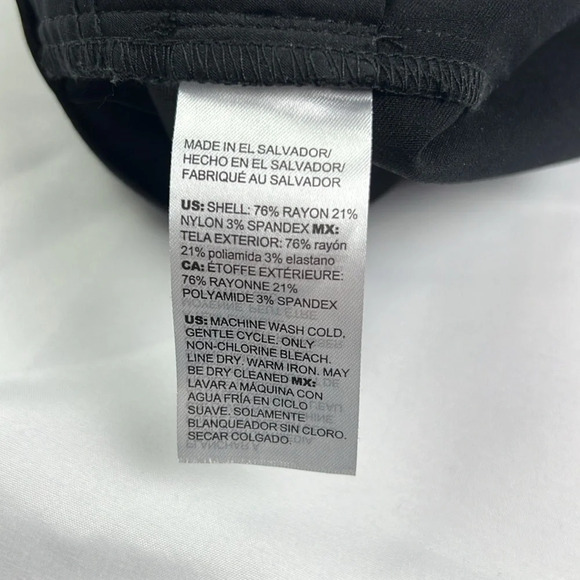 MADE IN EL SALVADOR/
HECHO EN EL SALVADOR/
FABRIQUÉ AU SALVADOR
US: SHELL: 76% RAYON 21%
NYLON 3% SPANDEX MX:
TELA EXTERIOR: 76% rayón
21% poliamida 3% elastano
CA: ÉTOFFE EXTÉRIEURE:
76% RAYONNE 21%
POLYAMIDE 3% SPANDEX
US: MACHINE WASH COLD,
GENTLE CYCLE. ONLY
NON-CHLORINE BLEACH.
LINE DRY. WARM IRON. MAY
BE DRY CLEANED MX:
LAVAR A MÁQUINA CON
AGUA FRÍA EN CICLO
SUAVE. SOLAMENTE
BLANQUEADOR SIN CLORO.
SECAR COLGADO.